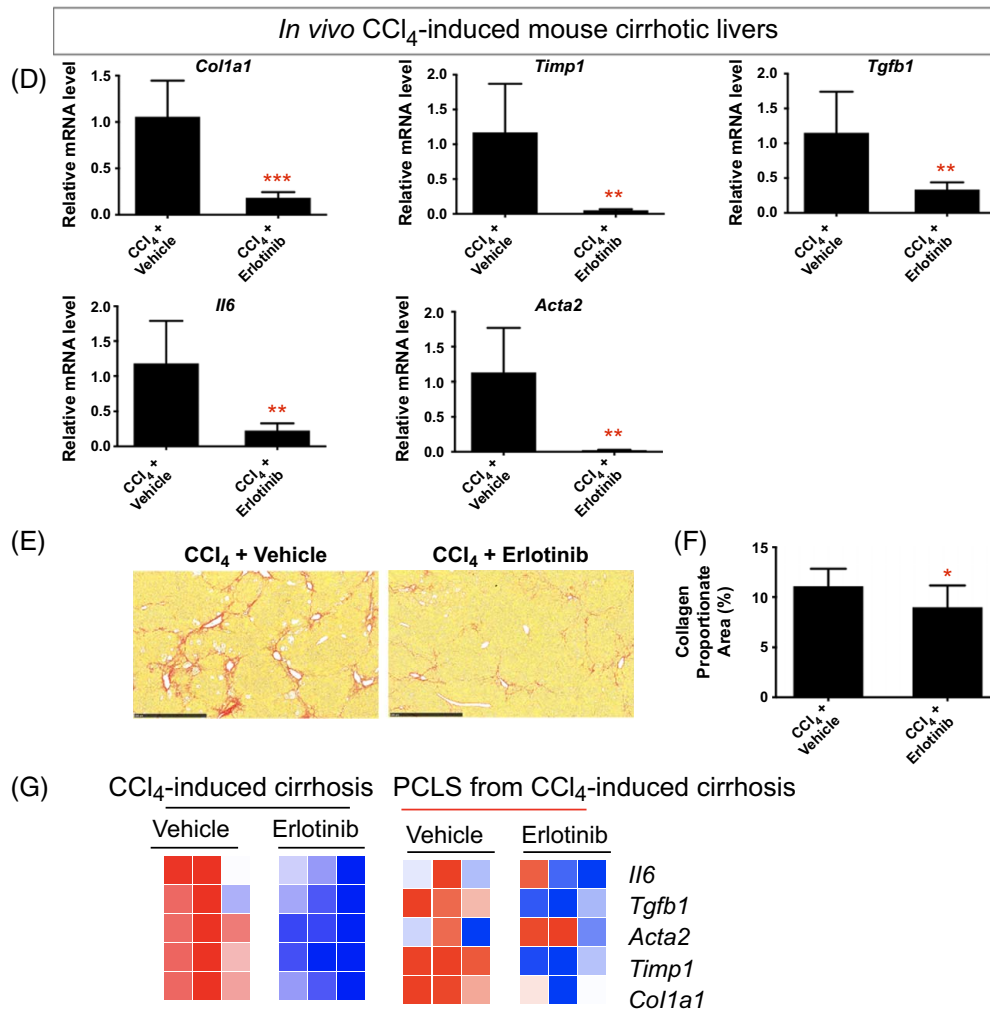 In vivo CCl4-induced mouse cirrhotic livers
(D)
Col1a1
Relative mRNA level
1.5
1.0
0.5
0.0
CCl4 +
Vehicle
CCl4 +
Erlotinib
***
Timp1
Relative mRNA level
2.0
1.5
1.0
0.5
0.0
CCl4 +
Vehicle
CCl4 +
Erlotinib
**
Tgfb1
Relative mRNA level
2.0
1.5
1.0
0.5
0.0
CCl4 +
Vehicle
CCl4 +
Erlotinib
**
Il6
Relative mRNA level
2.0
1.5
1.0
0.5
0.0
CCl4 +
Vehicle
CCl4 +
Erlotinib
**
Acta2
Relative mRNA level
2.0
1.5
1.0
0.5
0.0
CCl4 +
Vehicle
CCl4 +
Erlotinib
**
(E)
CCl4 + Vehicle
CCl4 + Erlotinib
(F)
Collagen
Proportionate
Area (%)
15
10
5
0
CCl4 +
Vehicle
CCl4 +
Erlotinib
*
(G)
CCl4-induced cirrhosis
PCLS from CCl4-induced cirrhosis
Vehicle
Erlotinib
Vehicle
Erlotinib
Il6
Tgfb1
Acta2
Timp1
Col1a1